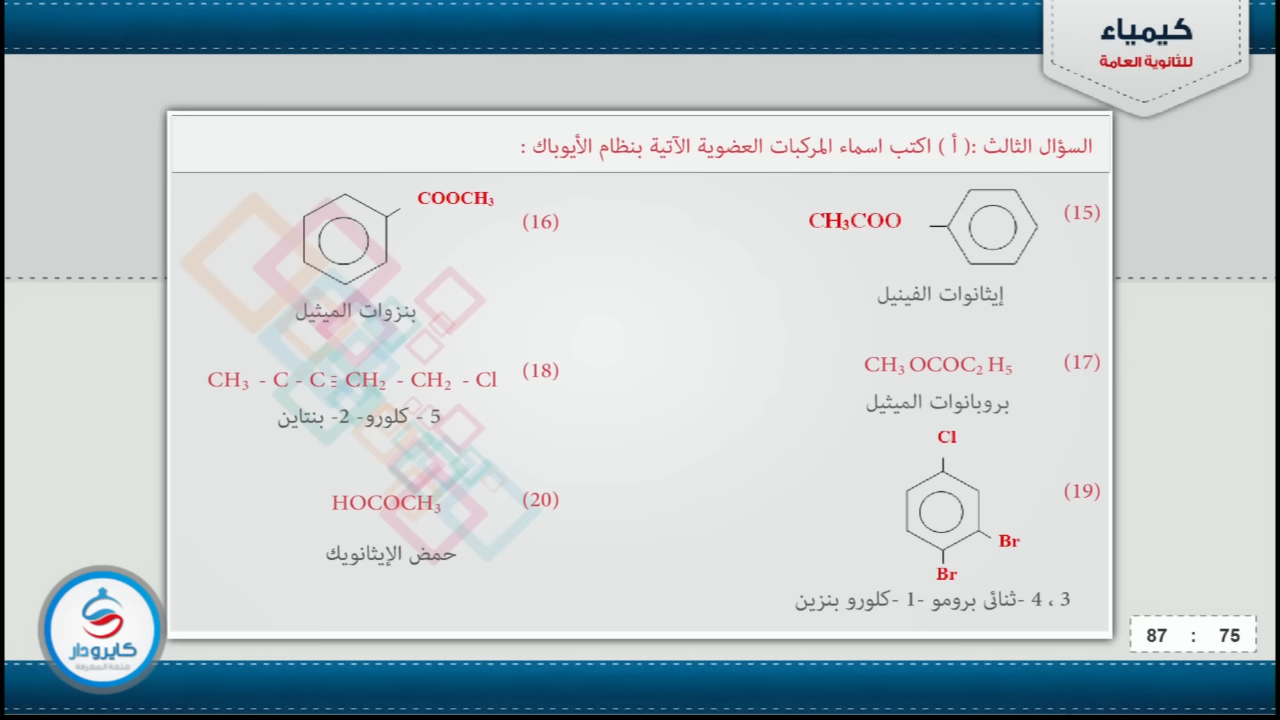 كيمياء
للثانوية العامة
السؤال الثالث :( أ ) اكتب اسماء المركبات العضوية الآتية بنظام الأيوباك :
(15)
CH₃COO
إيثانوات الفينيل
(16)
COOCH₃
بنزوات الميثيل
(17)
CH₃ OCOC₂ H₅
بروبانوات الميثيل
(18)
CH₃ - C - C ≡ CH₂ - CH₂ - Cl
5 - كلورو- 2- بنتاين
(19)
Cl
Br
Br
3 ، 4 -ثنائى برومو -1 -كلورو بنزين
(20)
HOCOCH₃
حمض الإيثانويك
87 : 75
كايرودار
متعة المعرفة